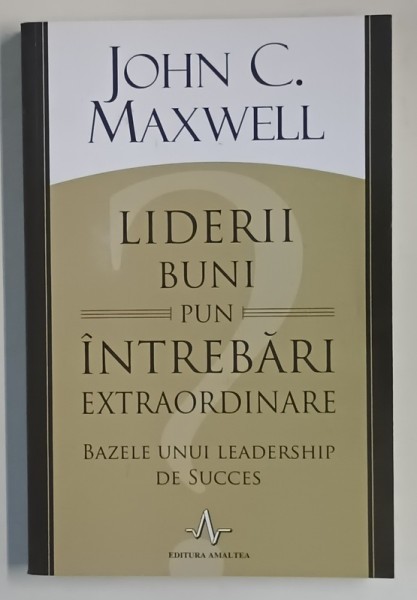 JOHN C.
MAXWELL
LIDERII
BUNI
PUN
ÎNTREBĂRI
EXTRAORDINARE
BAZELE UNUI LEADERSHIP
DE SUCCES
EDITURA AMALTEA